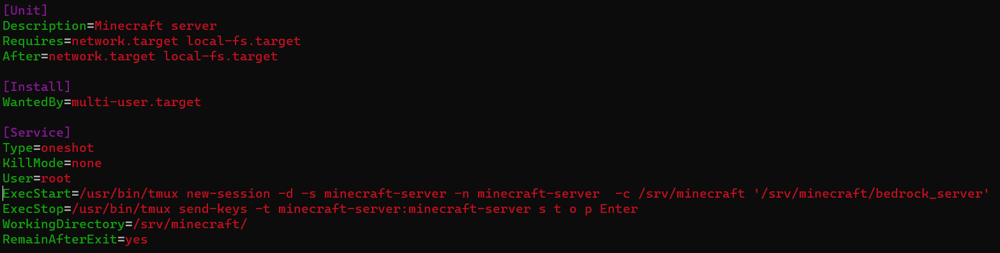 [Unit]
Description=Minecraft server
Requires=network.target local-fs.target
After=network.target local-fs.target
[Install]
WantedBy=multi-user.target
[Service]
Type=oneshot
KillMode=none
User=root
ExecStart=/usr/bin/tmux new-session -d -s minecraft-server -n minecraft-server  -c /srv/minecraft '/srv/minecraft/bedrock_server'
ExecStop=/usr/bin/tmux send-keys -t minecraft-server:minecraft-server s t o p Enter
WorkingDirectory=/srv/minecraft/
RemainAfterExit=yes